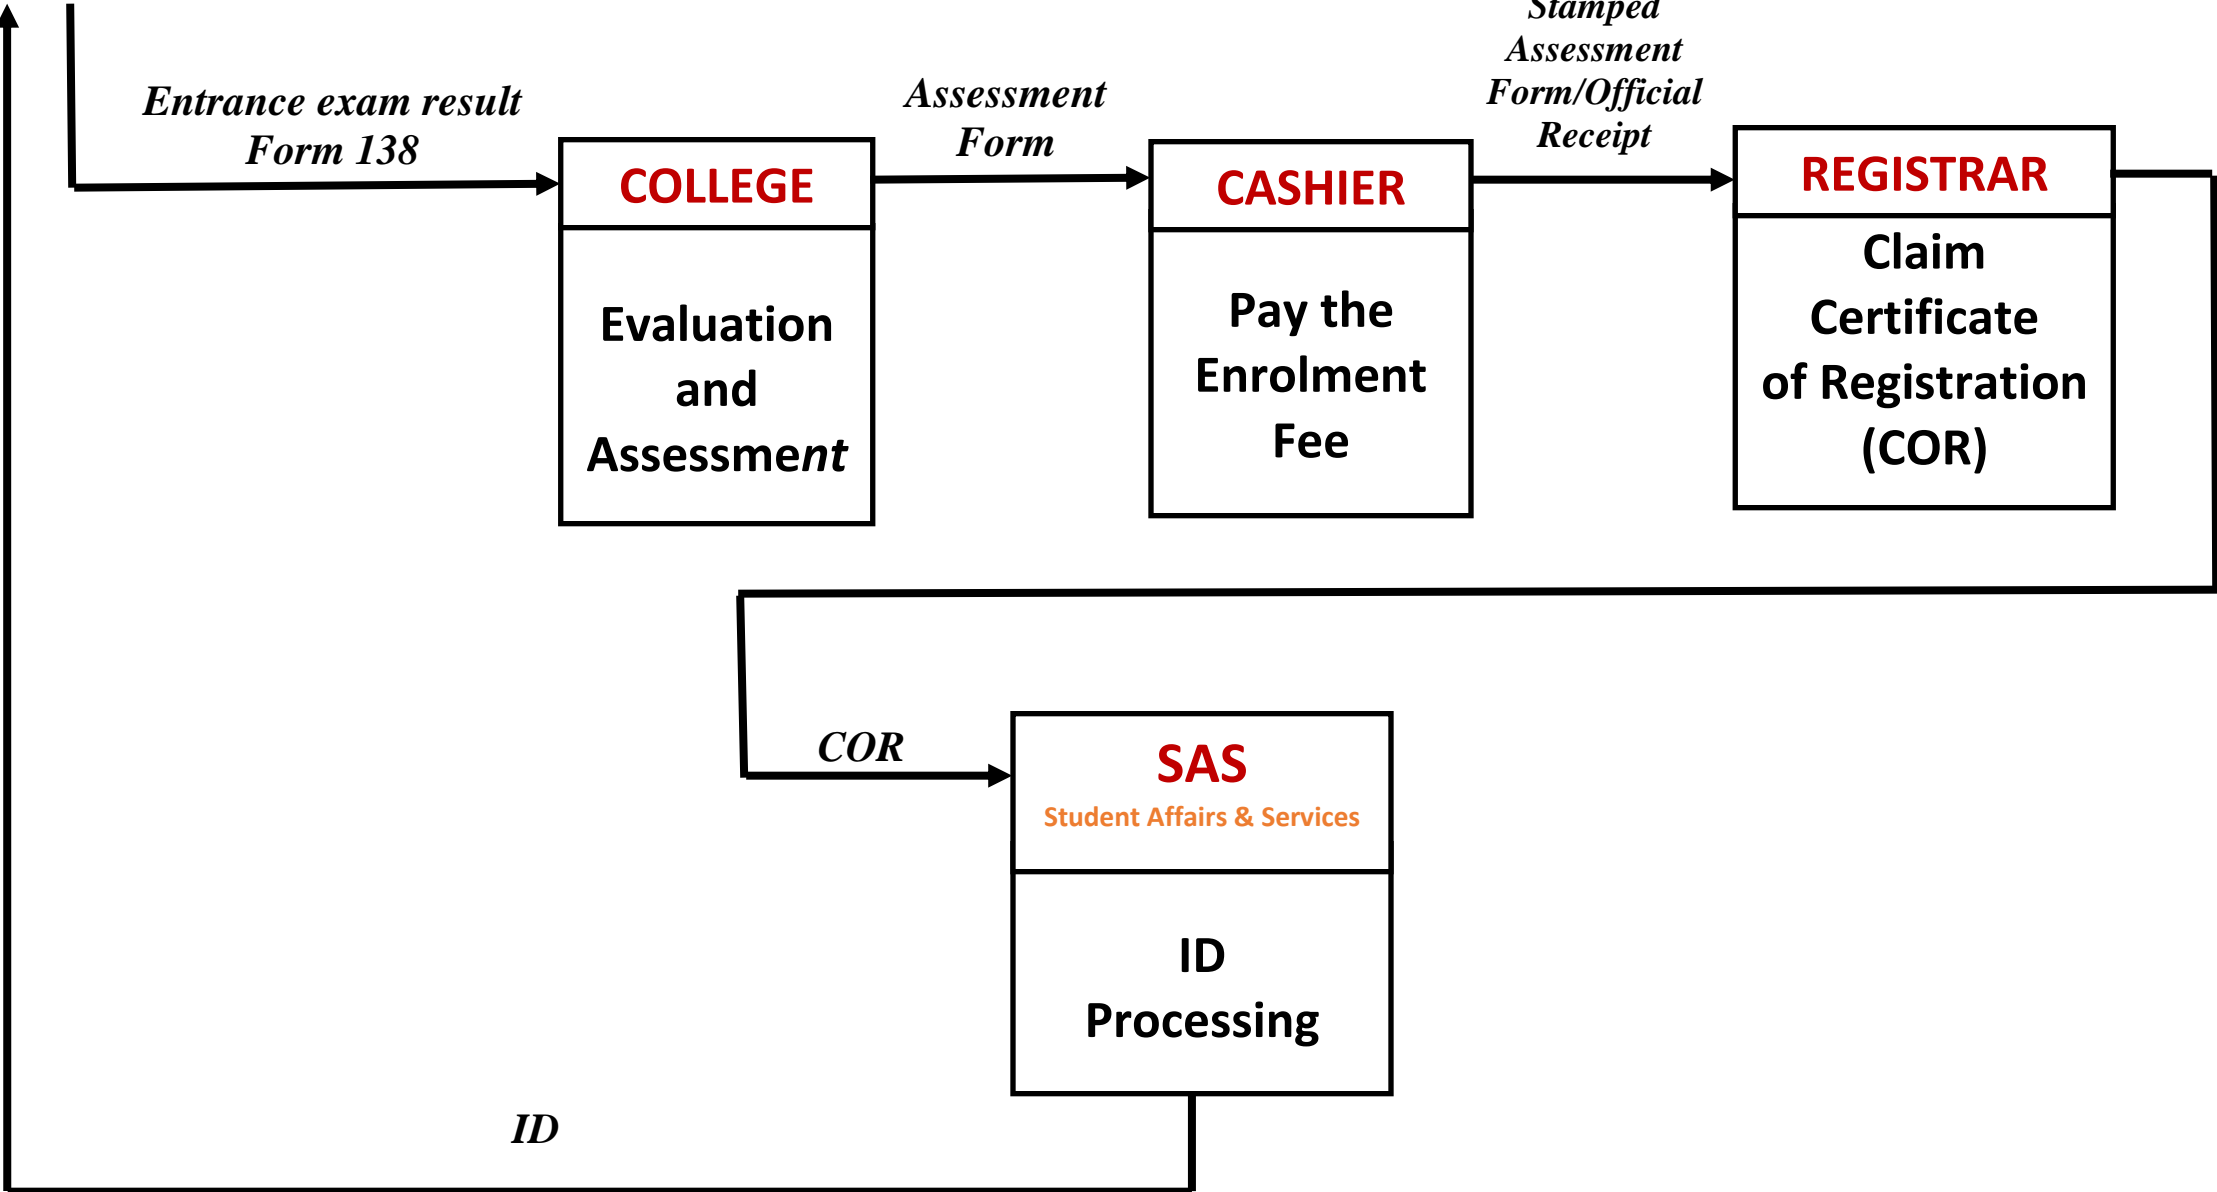 Entrance exam result
Form 138
Assessment
Form
Stamped
Assessment
Form/Official
Receipt
COLLEGE
Evaluation
and
Assessment
CASHIER
Pay the
Enrolment
Fee
REGISTRAR
Claim
Certificate
of Registration
(COR)
COR
SAS
Student Affairs & Services
ID
Processing
ID